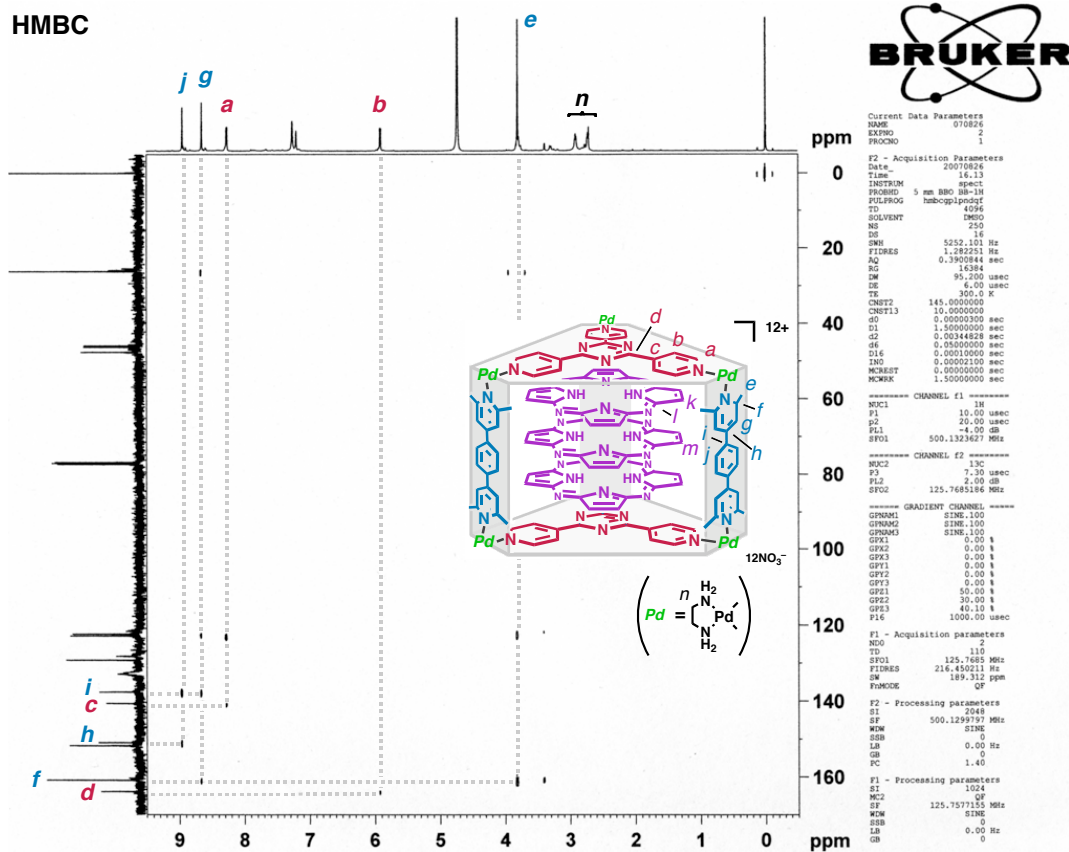 HMBC
BRUKER
j
g
a
b
e
n
ppm
0
20
40
60
80
100
120
140
160
ppm
9
8
7
6
5
4
3
2
1
0
i
c
h
f
d
12+
Pd
N
N
N
N
N
N
d
c
b
a
Pd
Pd
N
N
e
f
g
i
j
h
HN
HN
N
N
N
k
l
NH
HN
N
N
N
m
NH
HN
N
N
N
N
N
N
N
N
N
N
Pd
Pd
12NO₃⁻
Pd =
n
H₂
N
Pd
N
H₂
Current Data Parameters
NAME 070826
EXPNO 2
PROCNO 1
F2 - Acquisition Parameters
Date_ 20070826
Time 16.13
INSTRUM spect
PROBHD 5 mm BBO BB-1H
PULPROG hmbcgplpndqf
TD 4096
SOLVENT DMSO
NS 250
DS 16
SWH 5252.101 Hz
FIDRES 1.282251 Hz
AQ 0.3900844 sec
RG 16384
DW 95.200 usec
DE 6.00 usec
TE 300.0 K
CNST2 145.0000000
CNST13 10.0000000
d0 0.00000300 sec
D1 1.50000000 sec
d2 0.00344828 sec
d6 0.05000000 sec
D16 0.00010000 sec
IN0 0.00002100 sec
MCREST 0.00000000 sec
MCWRK 1.50000000 sec
======== CHANNEL f1 ========
NUC1 1H
P1 10.00 usec
p2 20.00 usec
PL1 -4.00 dB
SFO1 500.1323627 MHz
======== CHANNEL f2 ========
NUC2 13C
P3 7.30 usec
PL2 2.00 dB
SFO2 125.7685186 MHz
====== GRADIENT CHANNEL =====
GPNAM1 SINE.100
GPNAM2 SINE.100
GPNAM3 SINE.100
GPX1 0.00 %
GPX2 0.00 %
GPX3 0.00 %
GPY1 0.00 %
GPY2 0.00 %
GPY3 0.00 %
GPZ1 50.00 %
GPZ2 30.00 %
GPZ3 40.10 %
P16 1000.00 usec
F1 - Acquisition parameters
ND0 2
TD 110
SFO1 125.7685 MHz
FIDRES 216.450211 Hz
SW 189.312 ppm
FnMODE QF
F2 - Processing parameters
SI 2048
SF 500.1299797 MHz
WDW SINE
SSB 0
LB 0.00 Hz
GB 0
PC 1.40
F1 - Processing parameters
SI 1024
MC2 QF
SF 125.7577155 MHz
WDW SINE
SSB 0
LB 0.00 Hz
GB 0